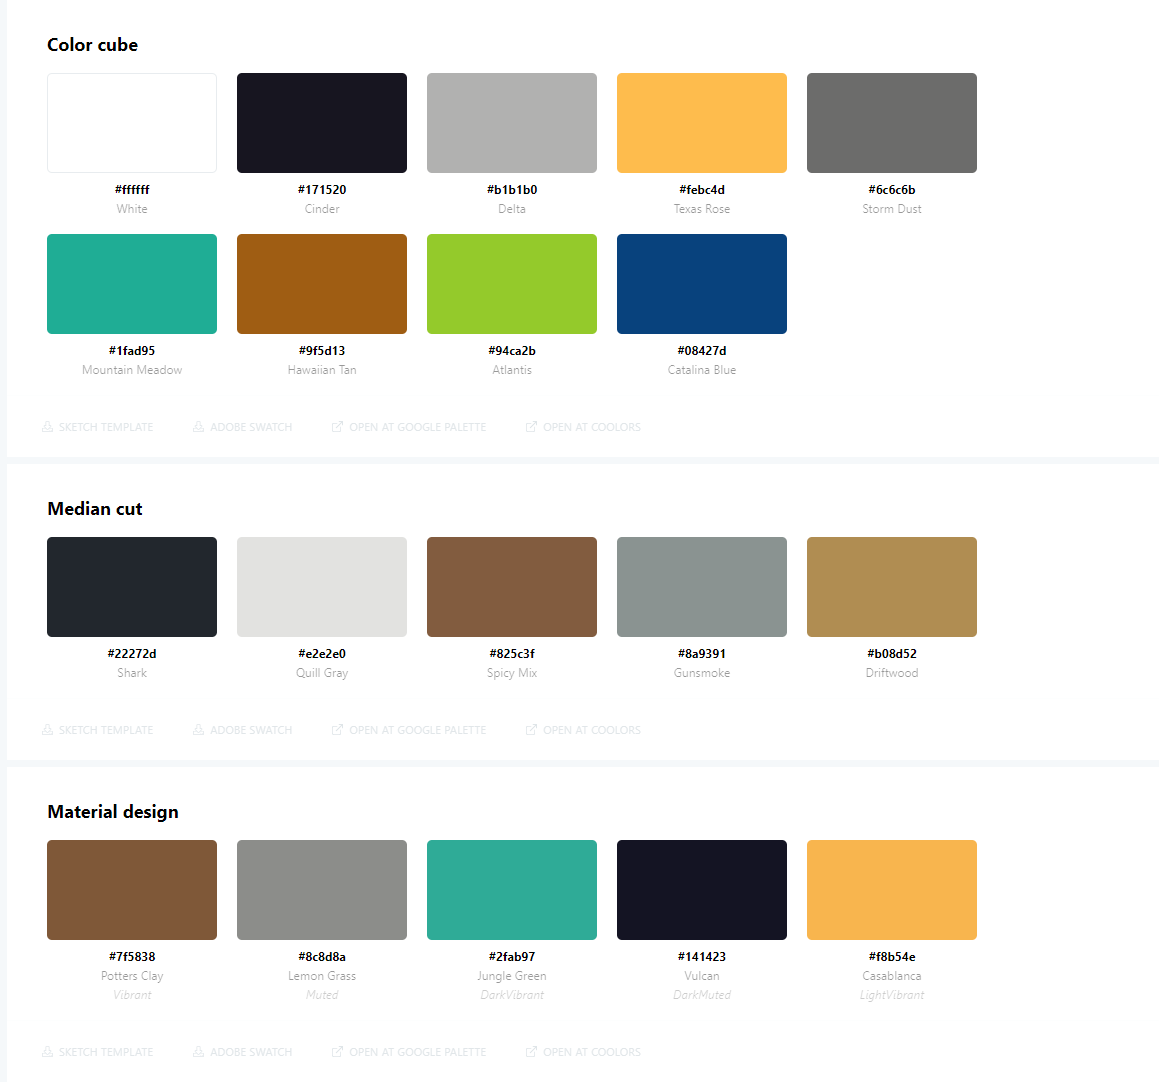 Color cube
#ffffff #171520 #b1b1b0 #febc4d #6c6c6b
White Cinder Delta Texas Rose Storm Dust
#1fad95 #9f5d13 #94ca2b #08427d
Mountain Meadow Hawaiian Tan Atlantis Catalina Blue
SKETCH TEMPLATE ADOBE SWATCH OPEN AT GOOGLE PALETTE OPEN AT COOLORS
Median cut
#22272d #e2e2e0 #825c3f #8a9391 #b08d52
Shark Quill Gray Spicy Mix Gunsmoke Driftwood
SKETCH TEMPLATE ADOBE SWATCH OPEN AT GOOGLE PALETTE OPEN AT COOLORS
Material design
#7f5838 #8c8d8a #2fab97 #141423 #f8b54e
Potters Clay Lemon Grass Jungle Green Vulcan Casablanca
Vibrant Muted DarkVibrant DarkMuted LightVibrant
SKETCH TEMPLATE ADOBE SWATCH OPEN AT GOOGLE PALETTE OPEN AT COOLORS